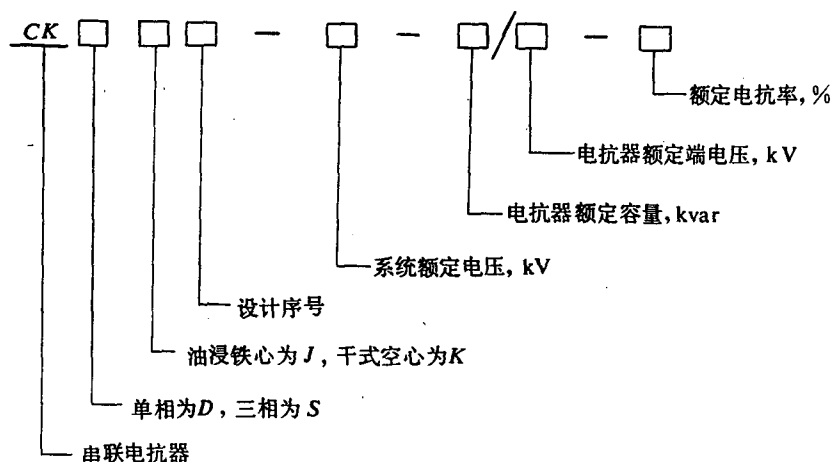 CK □ □ □ - □ - □/□ - □
额定电抗率,%
电抗器额定端电压,kV
电抗器额定容量,kvar
系统额定电压,kV
设计序号
油浸铁心为J,干式空心为K
单相为D,三相为S
串联电抗器